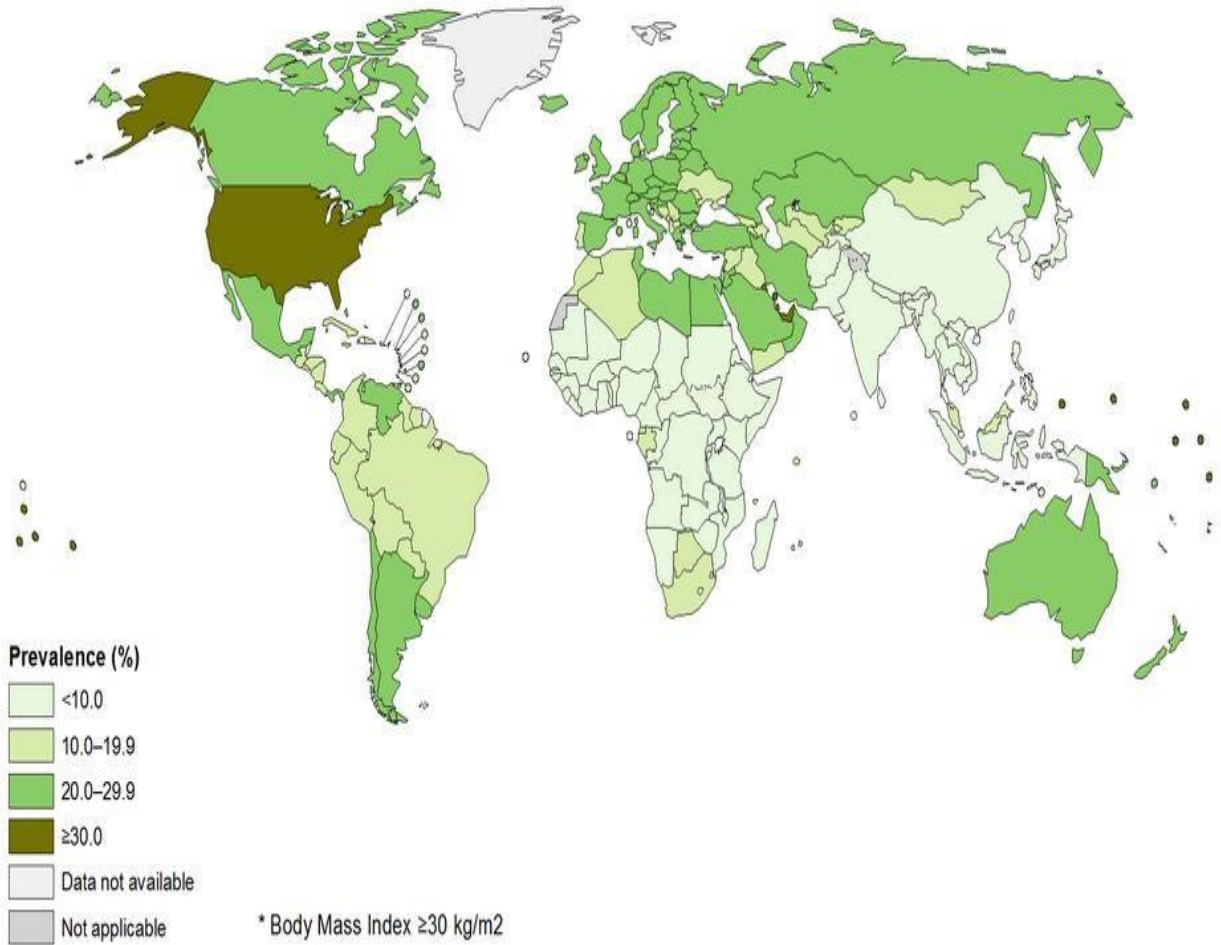 Prevalence (%)
<10.0
10.0–19.9
20.0–29.9
≥30.0
Data not available
Not applicable
* Body Mass Index ≥30 kg/m2